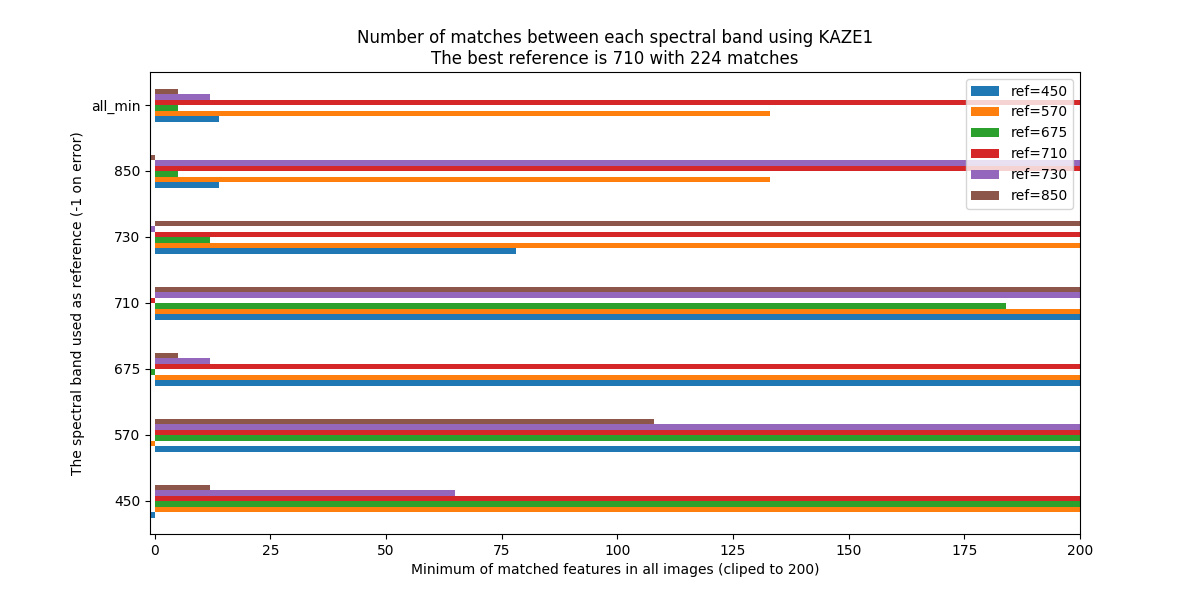 Number of matches between each spectral band using KAZE1
The best reference is 710 with 224 matches
The spectral band used as reference (-1 on error)
all_min
850
730
710
675
570
450
ref=450
ref=570
ref=675
ref=710
ref=730
ref=850
0 25 50 75 100 125 150 175 200
Minimum of matched features in all images (cliped to 200)